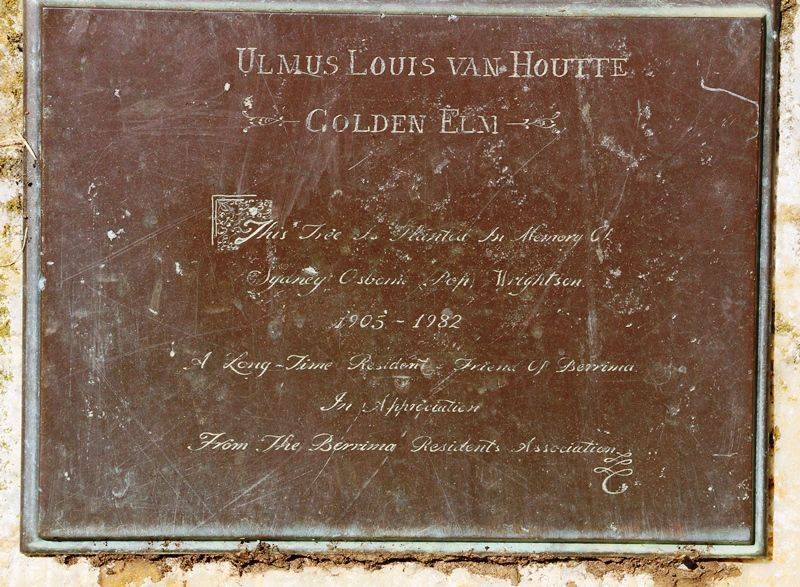 ULMUS LOUIS VAN HOUTTE
GOLDEN ELM
This Tree Is Planted In Memory Of
Sydney Osborne Pop Wrightson
1905 - 1982
A Long-Time Resident - Friend Of Berrima
In Appreciation
From The Berrima Residents Association